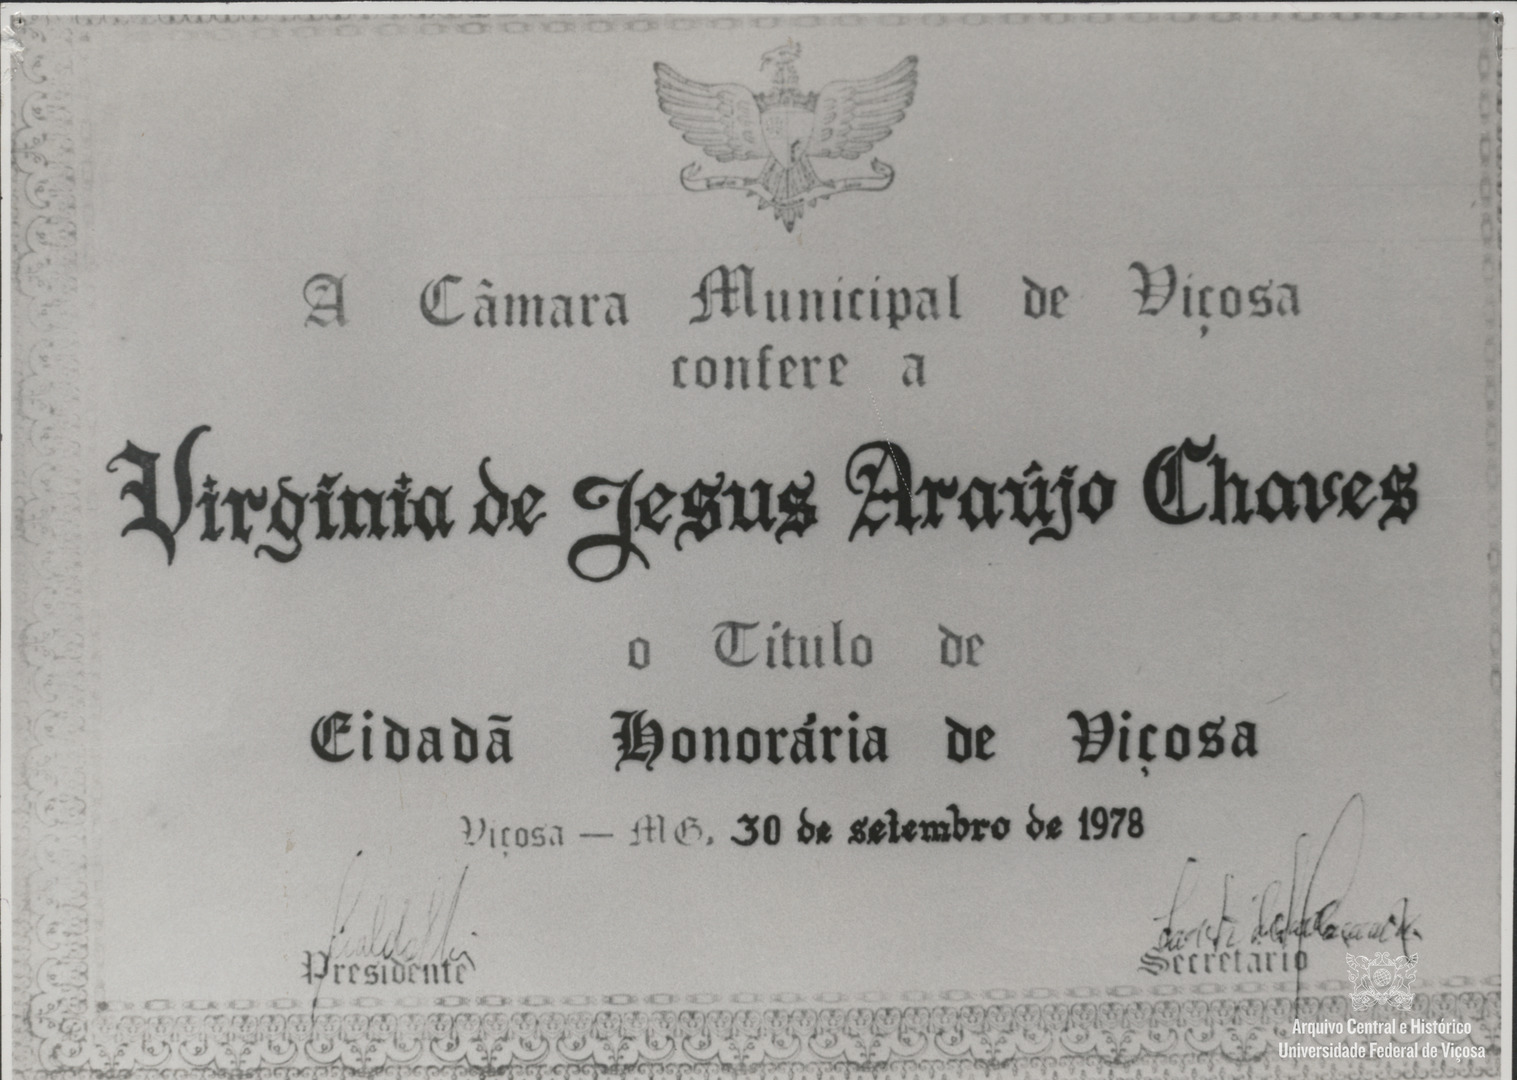 A Câmara Municipal de Viçosa
confere a
Virgínia de Jesus Araújo Chaves
o Título de
Cidadã Honorária de Viçosa
Viçosa — MG, 30 de setembro de 1978
Presidente
Secretário
Arquivo Central e Histórico
Universidade Federal de Viçosa